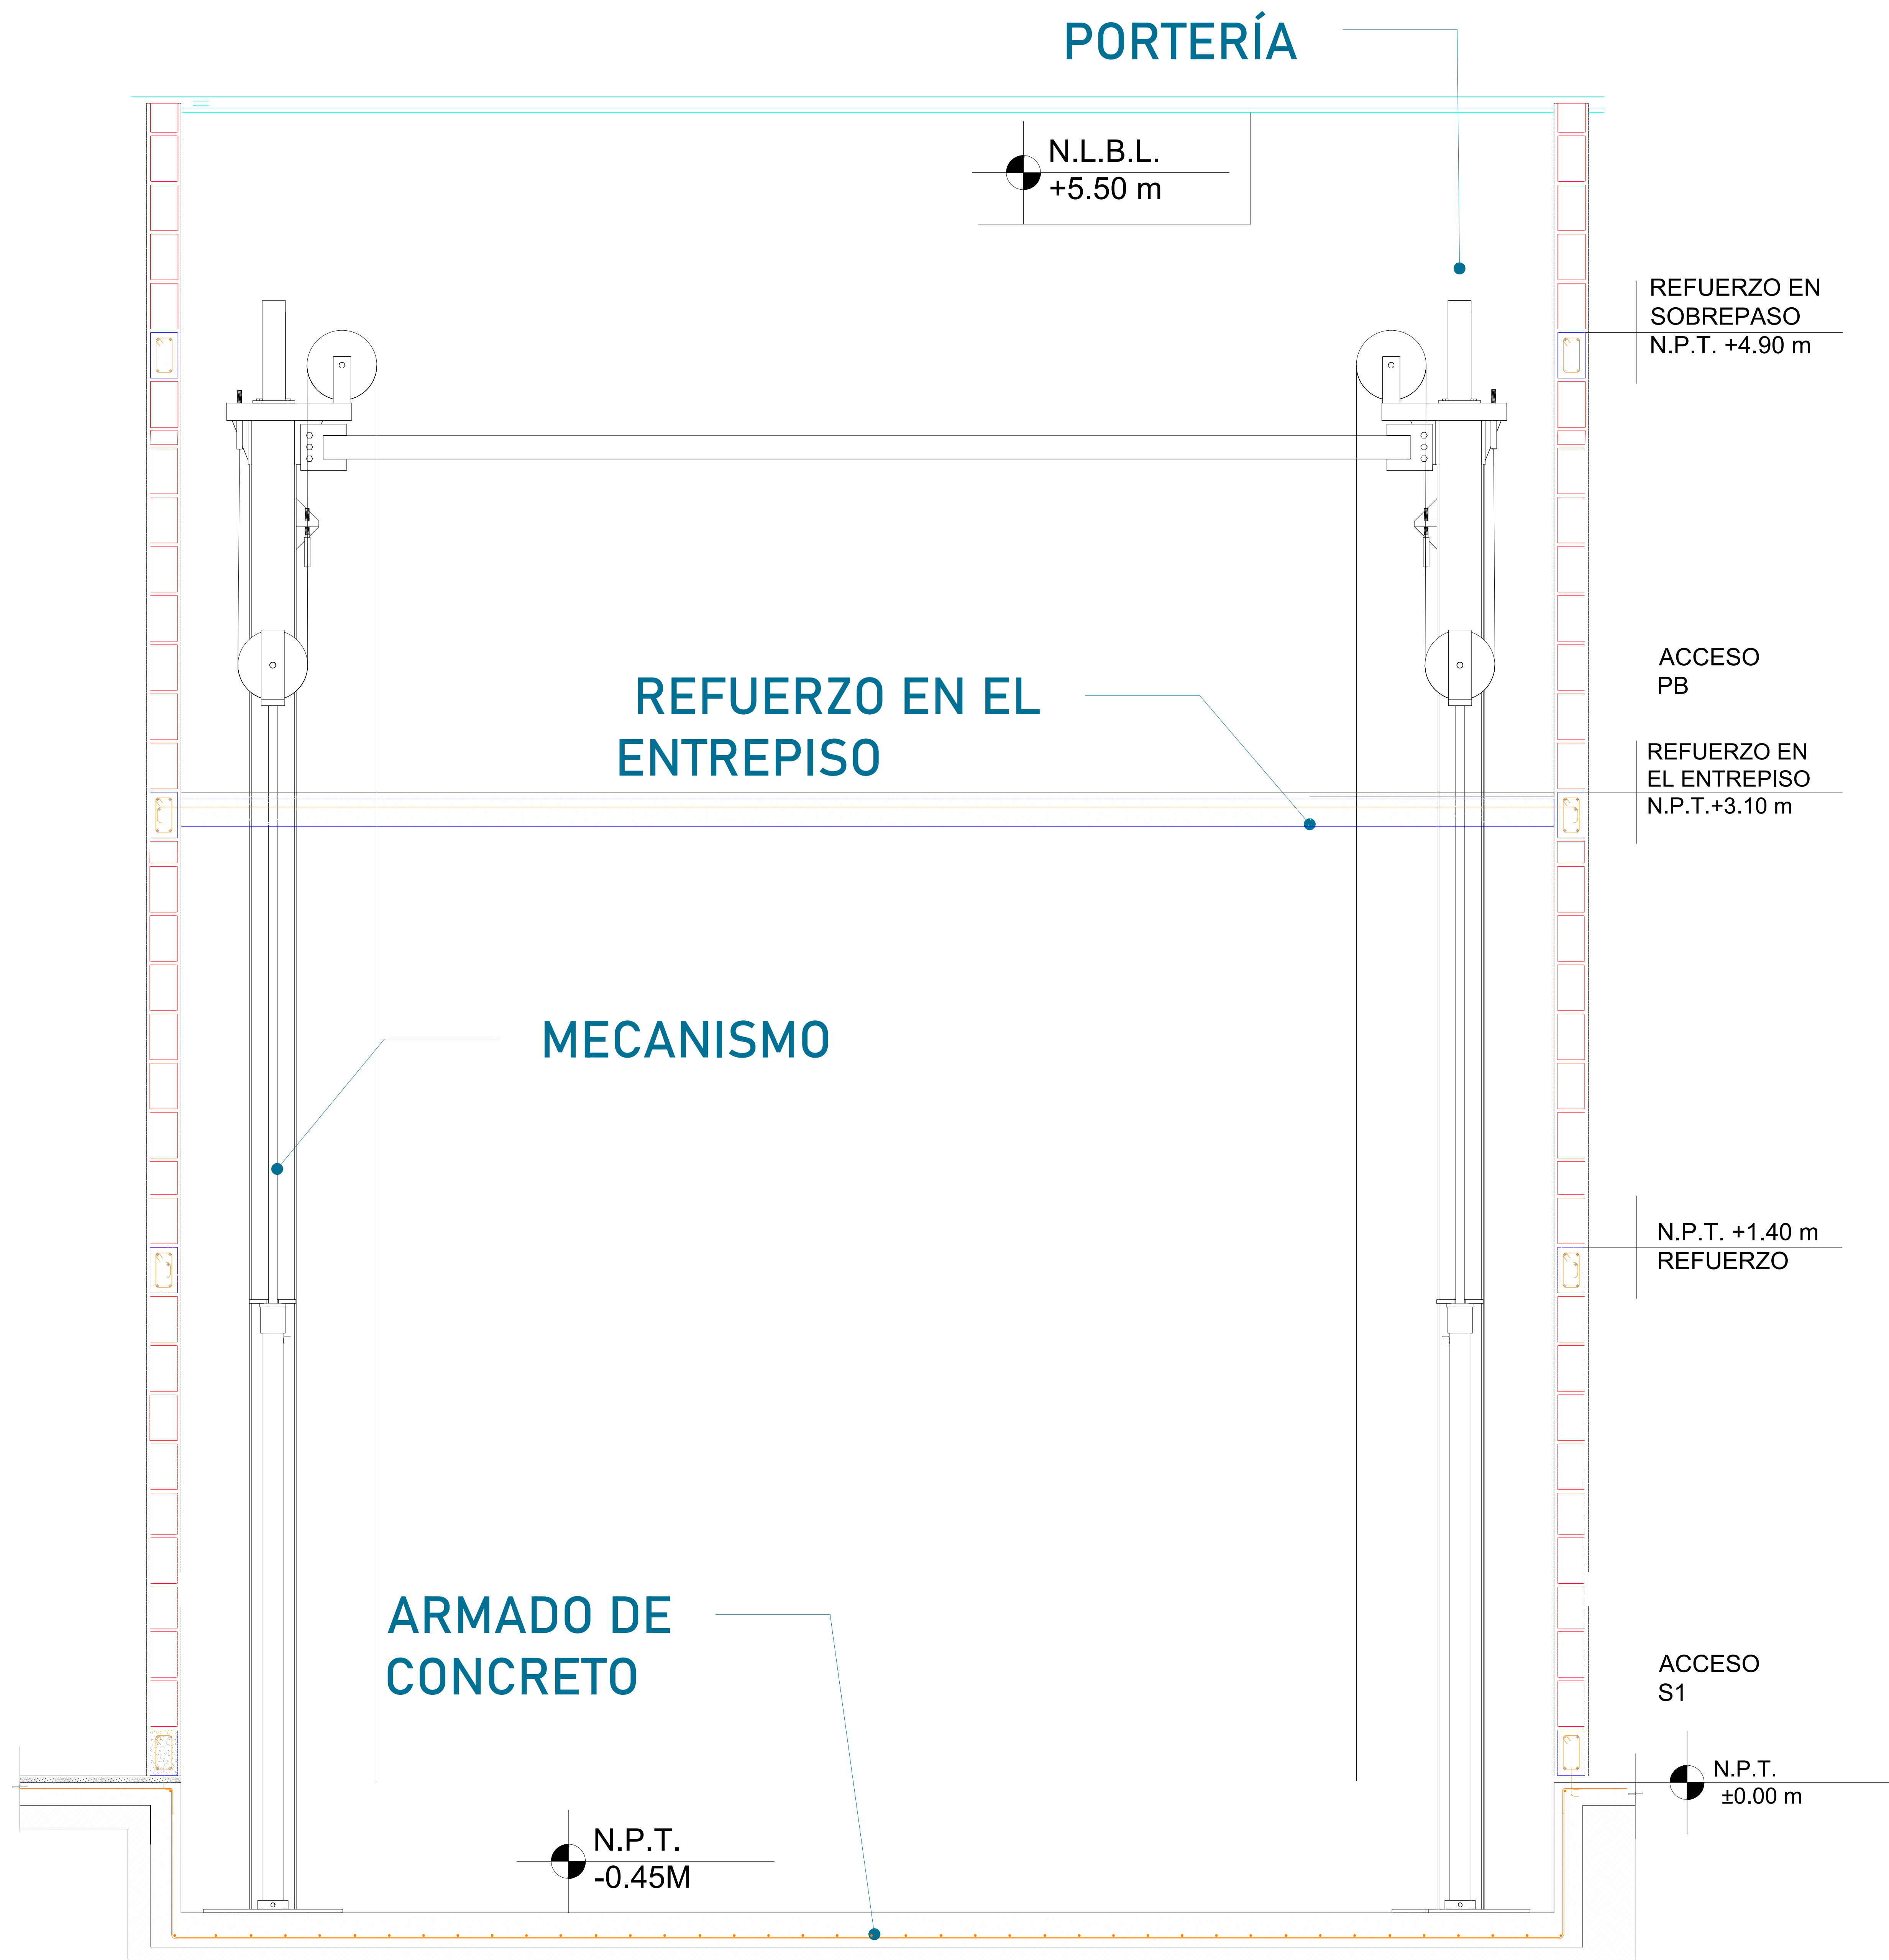 PORTERÍA
N.L.B.L.
+5.50 m
REFUERZO EN
SOBREPASO
N.P.T. +4.90 m
ACCESO
PB
REFUERZO EN EL
ENTREPISO
REFUERZO EN
EL ENTREPISO
N.P.T.+3.10 m
MECANISMO
N.P.T. +1.40 m
REFUERZO
ARMADO DE
CONCRETO
ACCESO
S1
N.P.T.
±0.00 m
N.P.T.
-0.45M